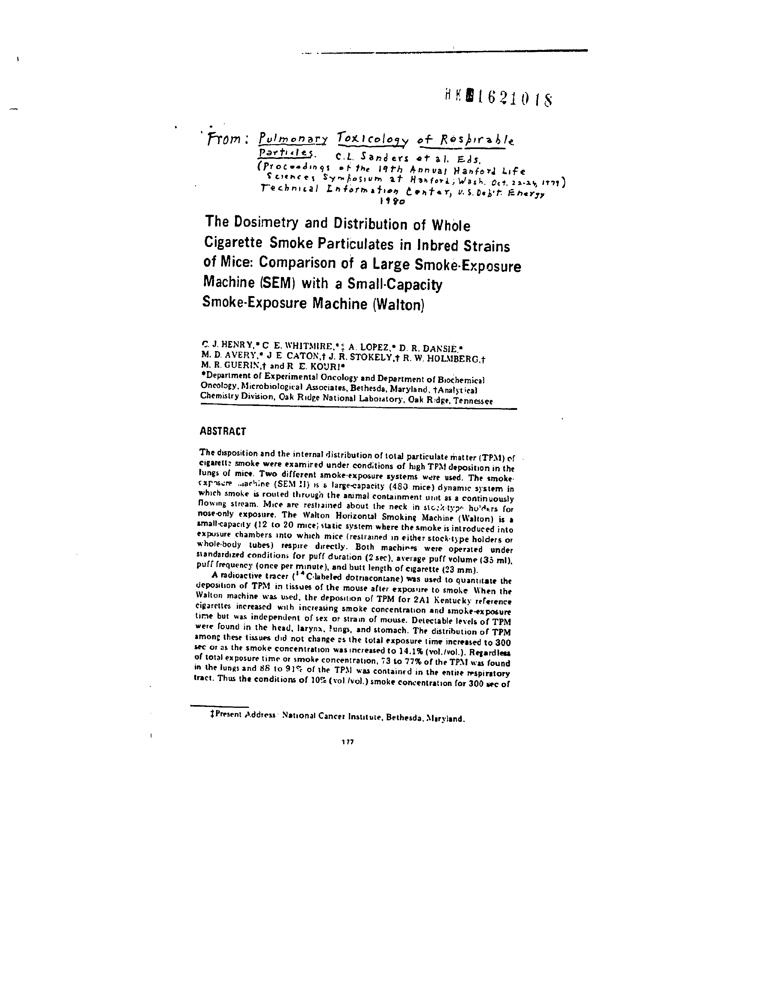 1621018
From: Pulmonary Toxicology of Respirable
Particles. C.L. Sanders et al. Eds.
(Proceedings of the 19th Annual Hanford Life
Sciences Symposium at Hanford, Wash. Oct. 22-24, 1979)
Technical Information Center, U.S. Dep't. Energy
1980
The Dosimetry and Distribution of Whole
Cigarette Smoke Particulates in Inbred Strains
of Mice: Comparison of a Large Smoke-Exposure
Machine (SEM) with a Small-Capacity
Smoke-Exposure Machine (Walton)
C. J. HENRY,* C. E. WHITMIRE,*‡ A. LOPEZ,* D. R. DANSIE,*
M. D. AVERY,* J. E. CATON,† J. R. STOKELY,† R. W. HOLMBERG,†
M. R. GUERIN,† and R. E. KOURI*
*Department of Experimental Oncology and Department of Biochemical
Oncology, Microbiological Associates, Bethesda, Maryland, †Analytical
Chemistry Division, Oak Ridge National Laboratory, Oak Ridge, Tennessee
ABSTRACT
The disposition and the internal distribution of total particulate matter (TPM) of
cigarette smoke were examined under conditions of high TPM deposition in the
lungs of mice. Two different smoke-exposure systems were used. The smoke-
exposure machine (SEM II) is a large-capacity (480 mice) dynamic system in
which smoke is routed through the animal containment unit as a continuously
flowing stream. Mice are restrained about the neck in stock-type holders for
nose-only exposure. The Walton Horizontal Smoking Machine (Walton) is a
small-capacity (12 to 20 mice) static system where the smoke is introduced into
exposure chambers into which mice (restrained in either stock-type holders or
whole-body tubes) respire directly. Both machines were operated under
standardized conditions for puff duration (2 sec), average puff volume (35 ml),
puff frequency (once per minute), and butt length of cigarette (23 mm).
A radioactive tracer (¹⁴C-labeled dotriacontane) was used to quantitate the
deposition of TPM in tissues of the mouse after exposure to smoke. When the
Walton machine was used, the deposition of TPM for 2A1 Kentucky reference
cigarettes increased with increasing smoke concentration and smoke-exposure
time but was independent of sex or strain of mouse. Detectable levels of TPM
were found in the head, larynx, lungs, and stomach. The distribution of TPM
among these tissues did not change as the total exposure time increased to 300
sec or as the smoke concentration was increased to 14.1% (vol./vol.). Regardless
of total exposure time or smoke concentration, 73 to 77% of the TPM was found
in the lungs and 88 to 91% of the TPM was contained in the entire respiratory
tract. Thus the conditions of 10% (vol./vol.) smoke concentration for 300 sec of
‡Present Address: National Cancer Institute, Bethesda, Maryland.
177